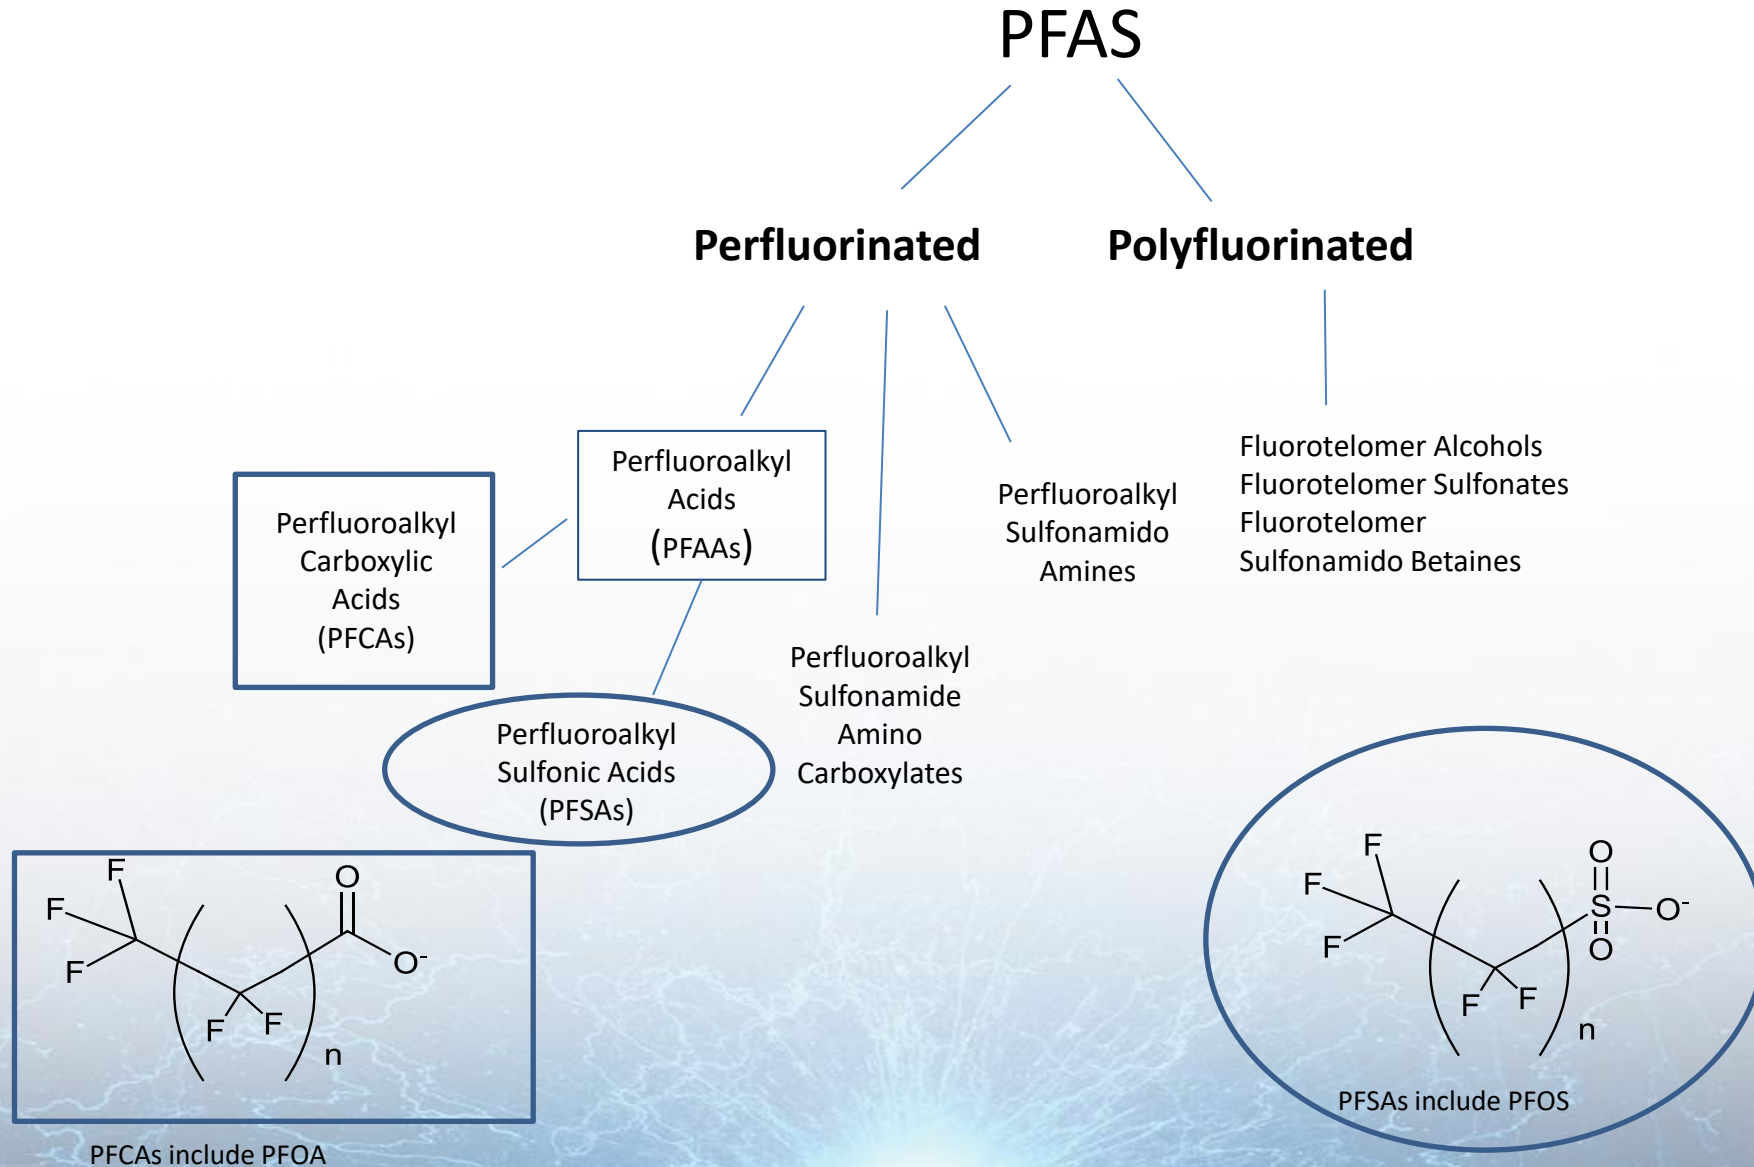 PFAS
Perfluorinated
Polyfluorinated
Perfluoroalkyl
Carboxylic
Acids
(PFCAs)
Perfluoroalkyl
Acids
(PFAAs)
Perfluoroalkyl
Sulfonic Acids
(PFSAs)
Perfluoroalkyl
Sulfonamide
Amino
Carboxylates
Perfluoroalkyl
Sulfonamido
Amines
Fluorotelomer Alcohols
Fluorotelomer Sulfonates
Fluorotelomer
Sulfonamido Betaines
F
F
F
F F
n
O
O-
PFCAs include PFOA
F
F
F
F F
n
O
S
O-
O
PFSAs include PFOS